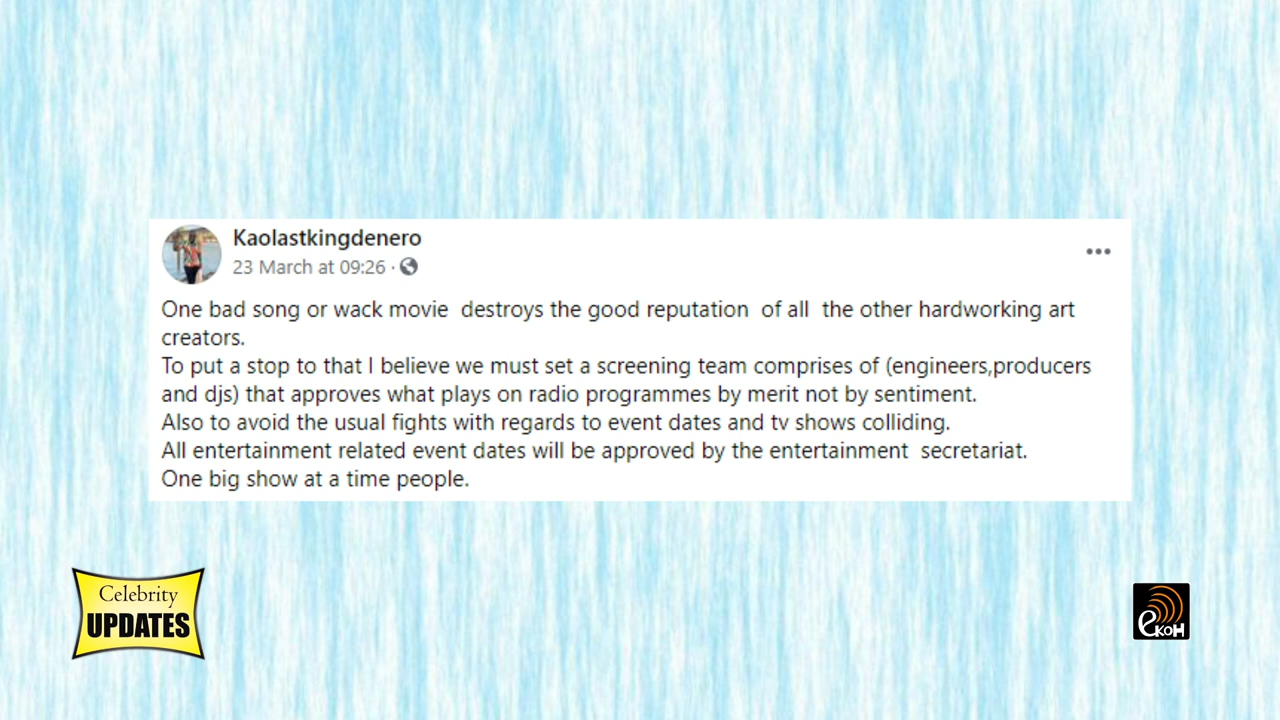 Kaolastkingdenero
23 March at 09:26 ·
One bad song or wack movie  destroys the good reputation  of all  the other hardworking art
creators.
To put a stop to that I believe we must set a screening team comprises of (engineers,producers
and djs) that approves what plays on radio programmes by merit not by sentiment.
Also to avoid the usual fights with regards to event dates and tv shows colliding.
All entertainment related event dates will be approved by the entertainment  secretariat.
One big show at a time people.
Celebrity
UPDATES
eKOH